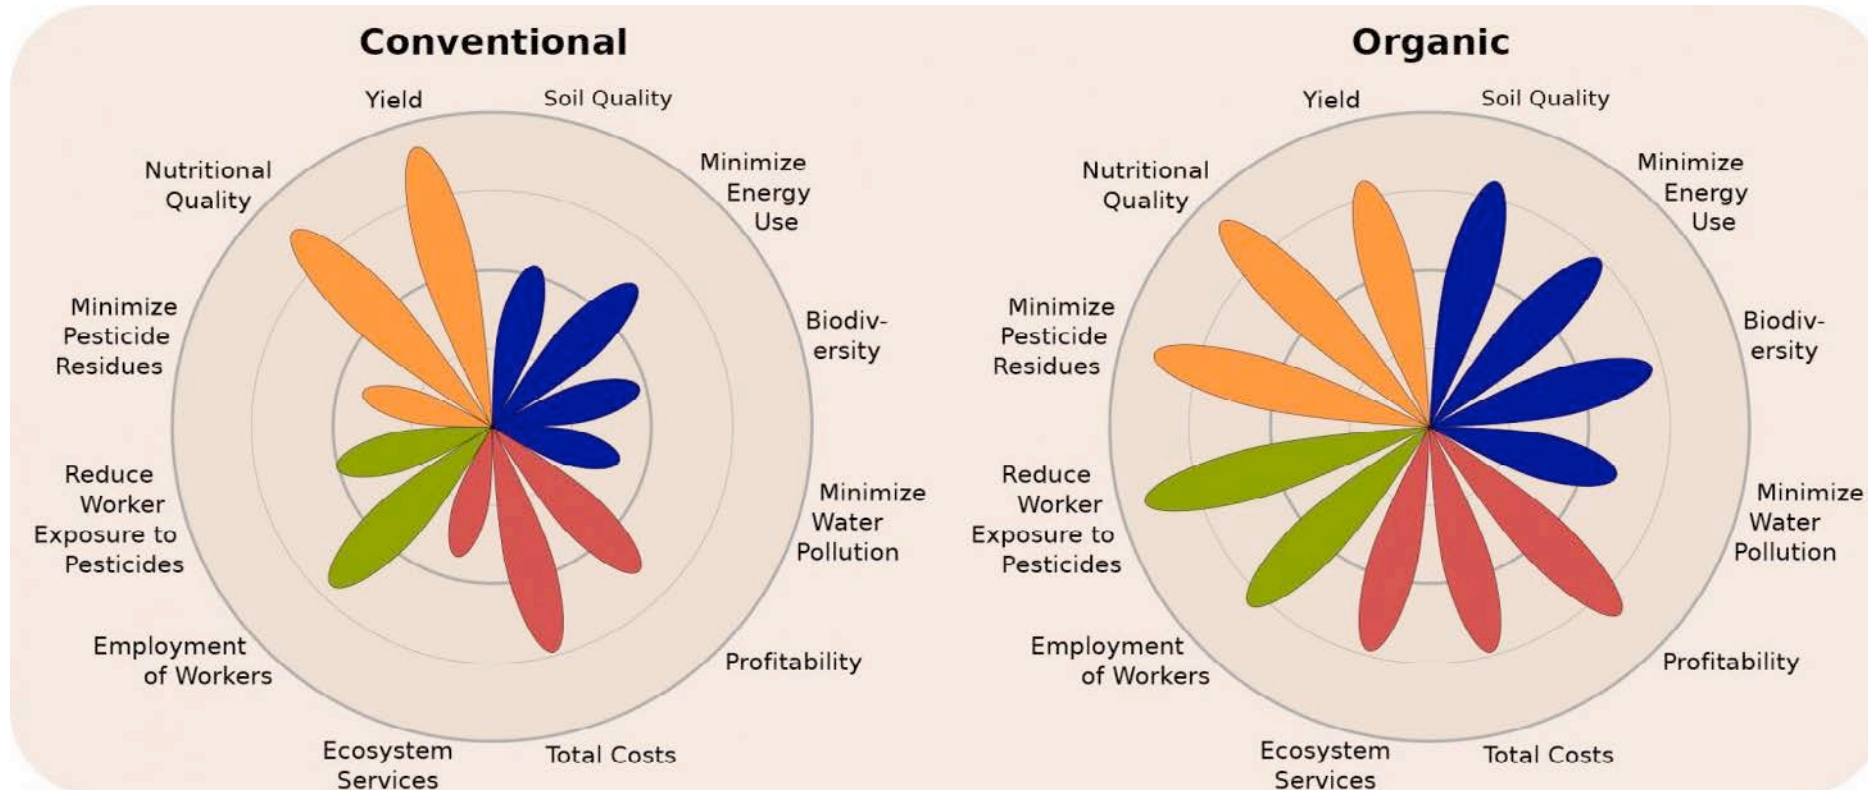 Conventional
Yield
Soil Quality
Nutritional
Quality
Minimize
Energy
Use
Minimize
Pesticide
Residues
Biodiv-
ersity
Reduce
Worker
Exposure to
Pesticides
Minimize
Water
Pollution
Employment
of Workers
Profitability
Ecosystem
Services
Total Costs
Organic
Yield
Soil Quality
Nutritional
Quality
Minimize
Energy
Use
Minimize
Pesticide
Residues
Biodiv-
ersity
Reduce
Worker
Exposure to
Pesticides
Minimize
Water
Pollution
Employment
of Workers
Profitability
Ecosystem
Services
Total Costs